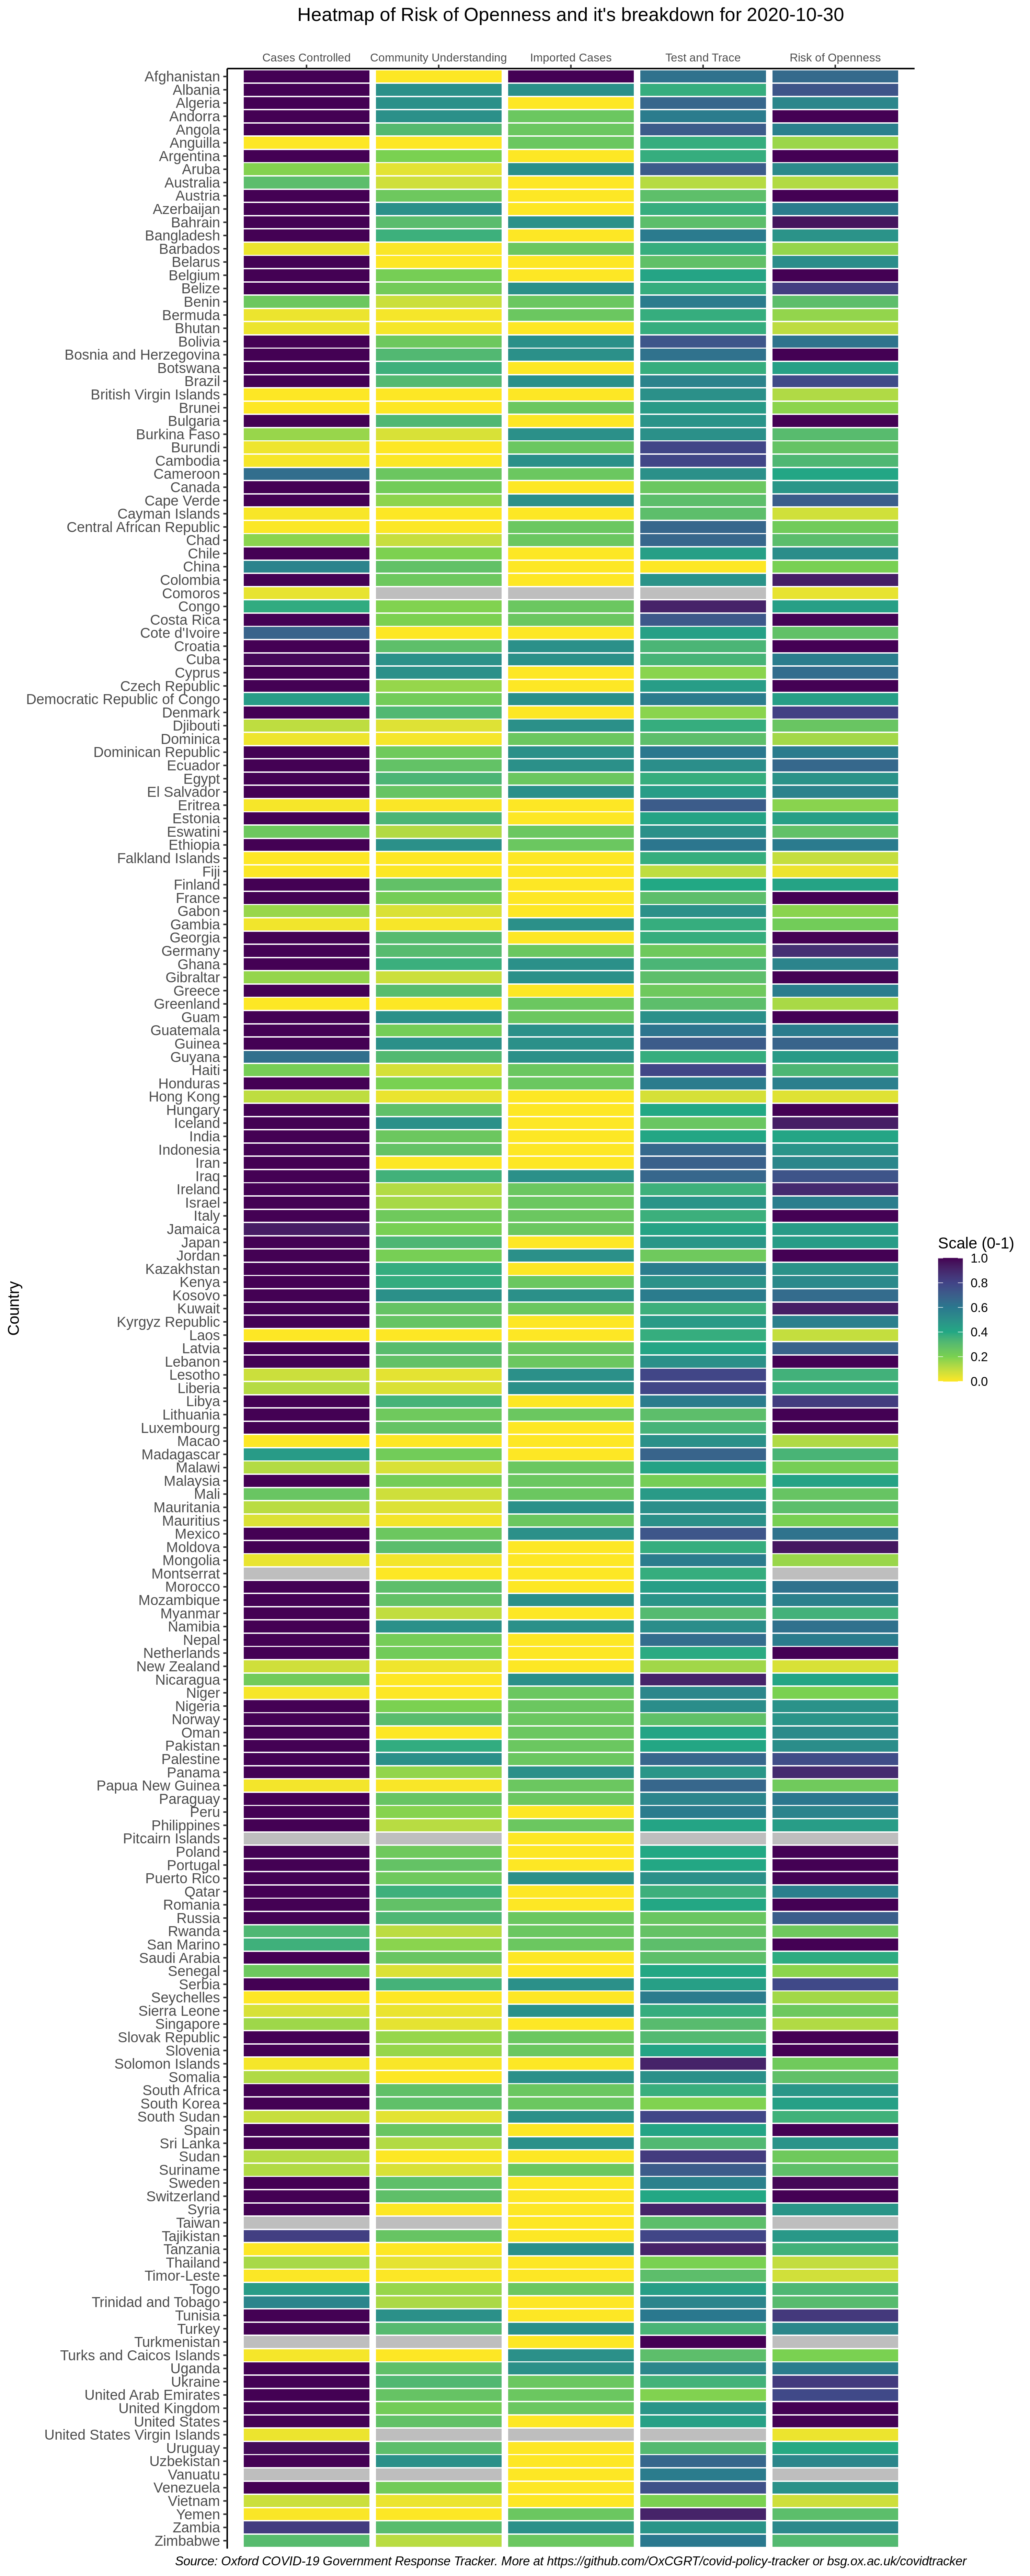 Heatmap of Risk of Openness and it's breakdown for 2020-10-30
Cases Controlled Community Understanding Imported Cases Test and Trace Risk of Openness
Afghanistan
Albania
Algeria
Andorra
Angola
Anguilla
Argentina
Aruba
Australia
Austria
Azerbaijan
Bahrain
Bangladesh
Barbados
Belarus
Belgium
Belize
Benin
Bermuda
Bhutan
Bolivia
Bosnia and Herzegovina
Botswana
Brazil
British Virgin Islands
Brunei
Bulgaria
Burkina Faso
Burundi
Cambodia
Cameroon
Canada
Cape Verde
Cayman Islands
Central African Republic
Chad
Chile
China
Colombia
Comoros
Congo
Costa Rica
Cote d'Ivoire
Croatia
Cuba
Cyprus
Czech Republic
Democratic Republic of Congo
Denmark
Djibouti
Dominica
Dominican Republic
Ecuador
Egypt
El Salvador
Eritrea
Estonia
Eswatini
Ethiopia
Falkland Islands
Fiji
Finland
France
Gabon
Gambia
Georgia
Germany
Ghana
Gibraltar
Greece
Greenland
Guam
Guatemala
Guinea
Guyana
Haiti
Honduras
Hong Kong
Hungary
Iceland
India
Indonesia
Iran
Iraq
Ireland
Israel
Italy
Jamaica
Japan
Jordan
Kazakhstan
Kenya
Kosovo
Kuwait
Kyrgyz Republic
Laos
Latvia
Lebanon
Lesotho
Liberia
Libya
Lithuania
Luxembourg
Macao
Madagascar
Malawi
Malaysia
Mali
Mauritania
Mauritius
Mexico
Moldova
Mongolia
Montserrat
Morocco
Mozambique
Myanmar
Namibia
Nepal
Netherlands
New Zealand
Nicaragua
Niger
Nigeria
Norway
Oman
Pakistan
Palestine
Panama
Papua New Guinea
Paraguay
Peru
Philippines
Pitcairn Islands
Poland
Portugal
Puerto Rico
Qatar
Romania
Russia
Rwanda
San Marino
Saudi Arabia
Senegal
Serbia
Seychelles
Sierra Leone
Singapore
Slovak Republic
Slovenia
Solomon Islands
Somalia
South Africa
South Korea
South Sudan
Spain
Sri Lanka
Sudan
Suriname
Sweden
Switzerland
Syria
Taiwan
Tajikistan
Tanzania
Thailand
Timor-Leste
Togo
Trinidad and Tobago
Tunisia
Turkey
Turkmenistan
Turks and Caicos Islands
Uganda
Ukraine
United Arab Emirates
United Kingdom
United States
United States Virgin Islands
Uruguay
Uzbekistan
Vanuatu
Venezuela
Vietnam
Yemen
Zambia
Zimbabwe
Country
Scale (0-1)
1.0
0.8
0.6
0.4
0.2
0.0
Source: Oxford COVID-19 Government Response Tracker. More at https://github.com/OxCGRT/covid-policy-tracker or bsg.ox.ac.uk/covidtracker